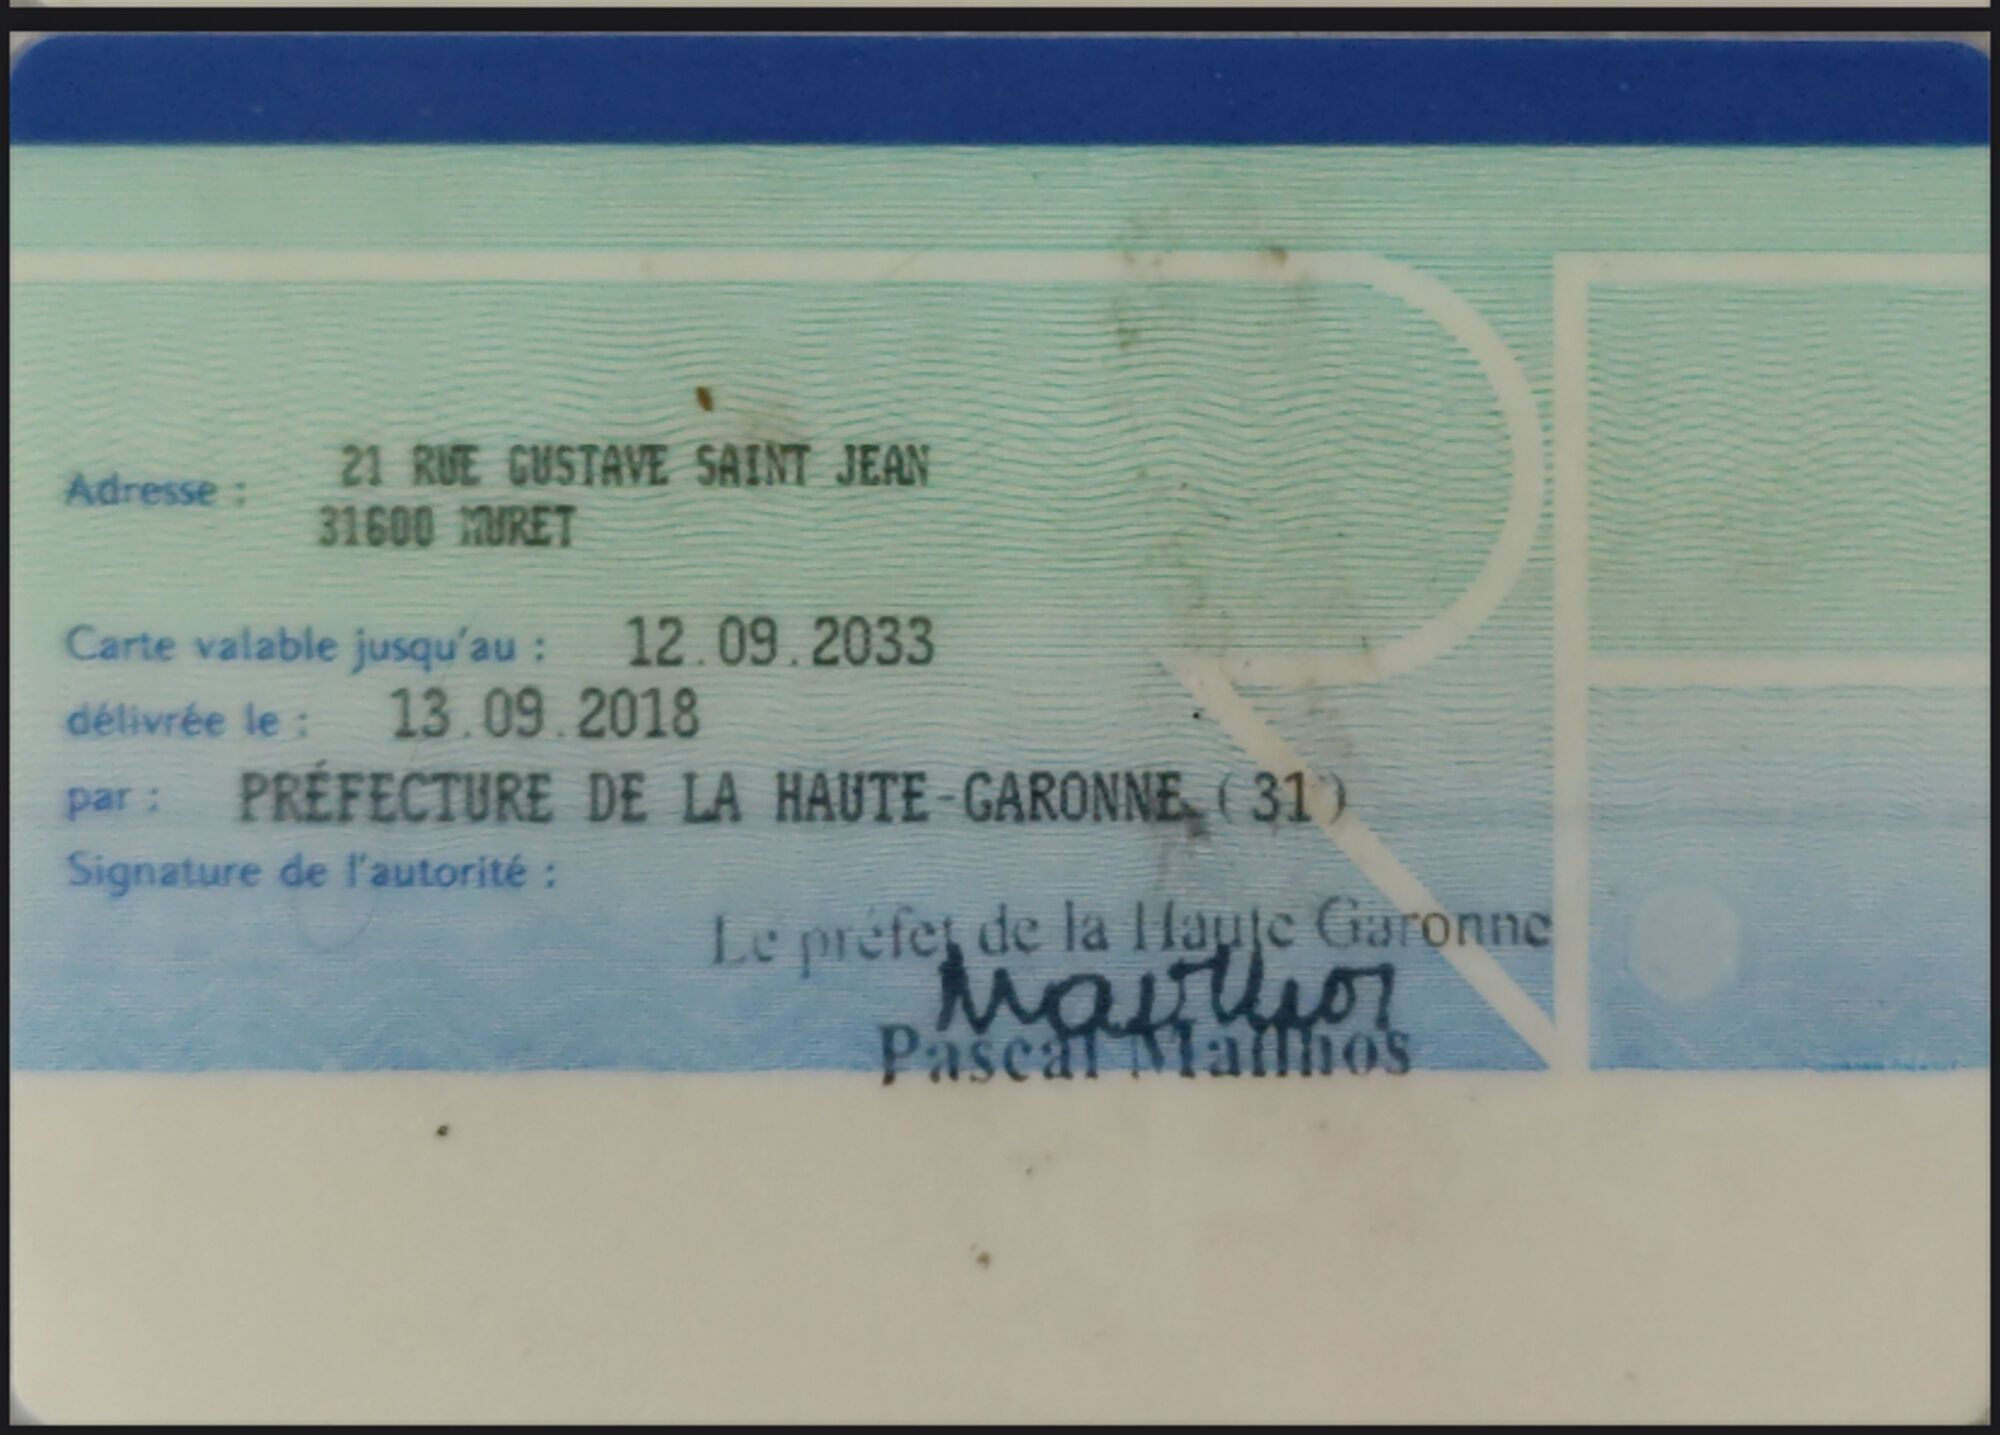 Adresse : 21 RUE GUSTAVE SAINT JEAN
31600 MURET
Carte valable jusqu'au : 12.09.2033
délivrée le : 13.09.2018
par : PRÉFECTURE DE LA HAUTE-GARONNE (31)
Signature de l'autorité :
Le préfet de la Haute Garonne
Pascal Mailhos